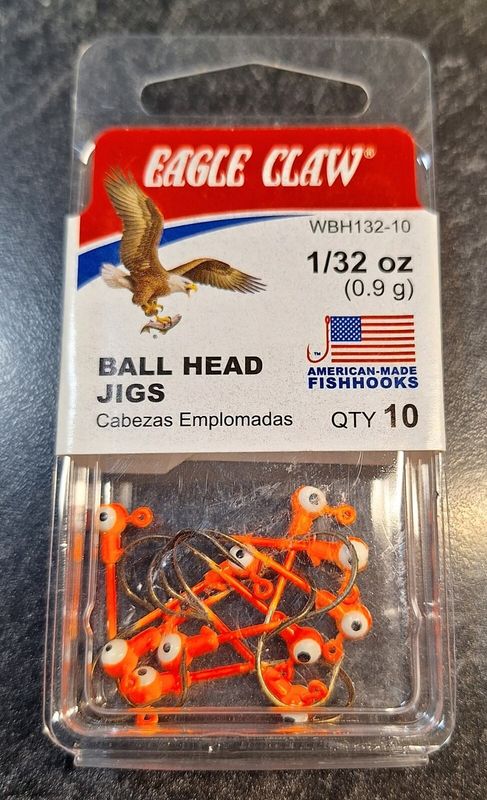 EAGLE CLAW®
WBH132-10
1/32 oz
(0.9 g)
™
AMERICAN-MADE
FISHHOOKS
BALL HEAD
JIGS
Cabezas Emplomadas
QTY 10